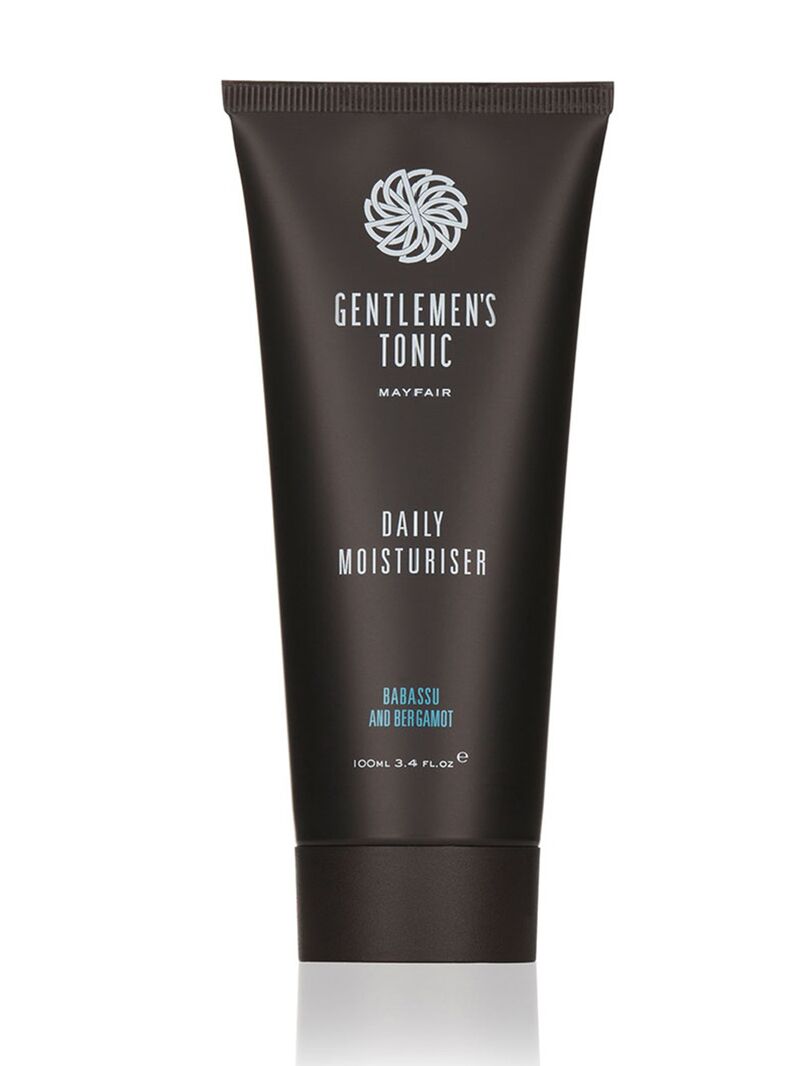 GENTLEMEN'S
TONIC
MAYFAIR
DAILY
MOISTURISER
BABASSU
AND BERGAMOT
100ML 3.4 FL.OZ ℮